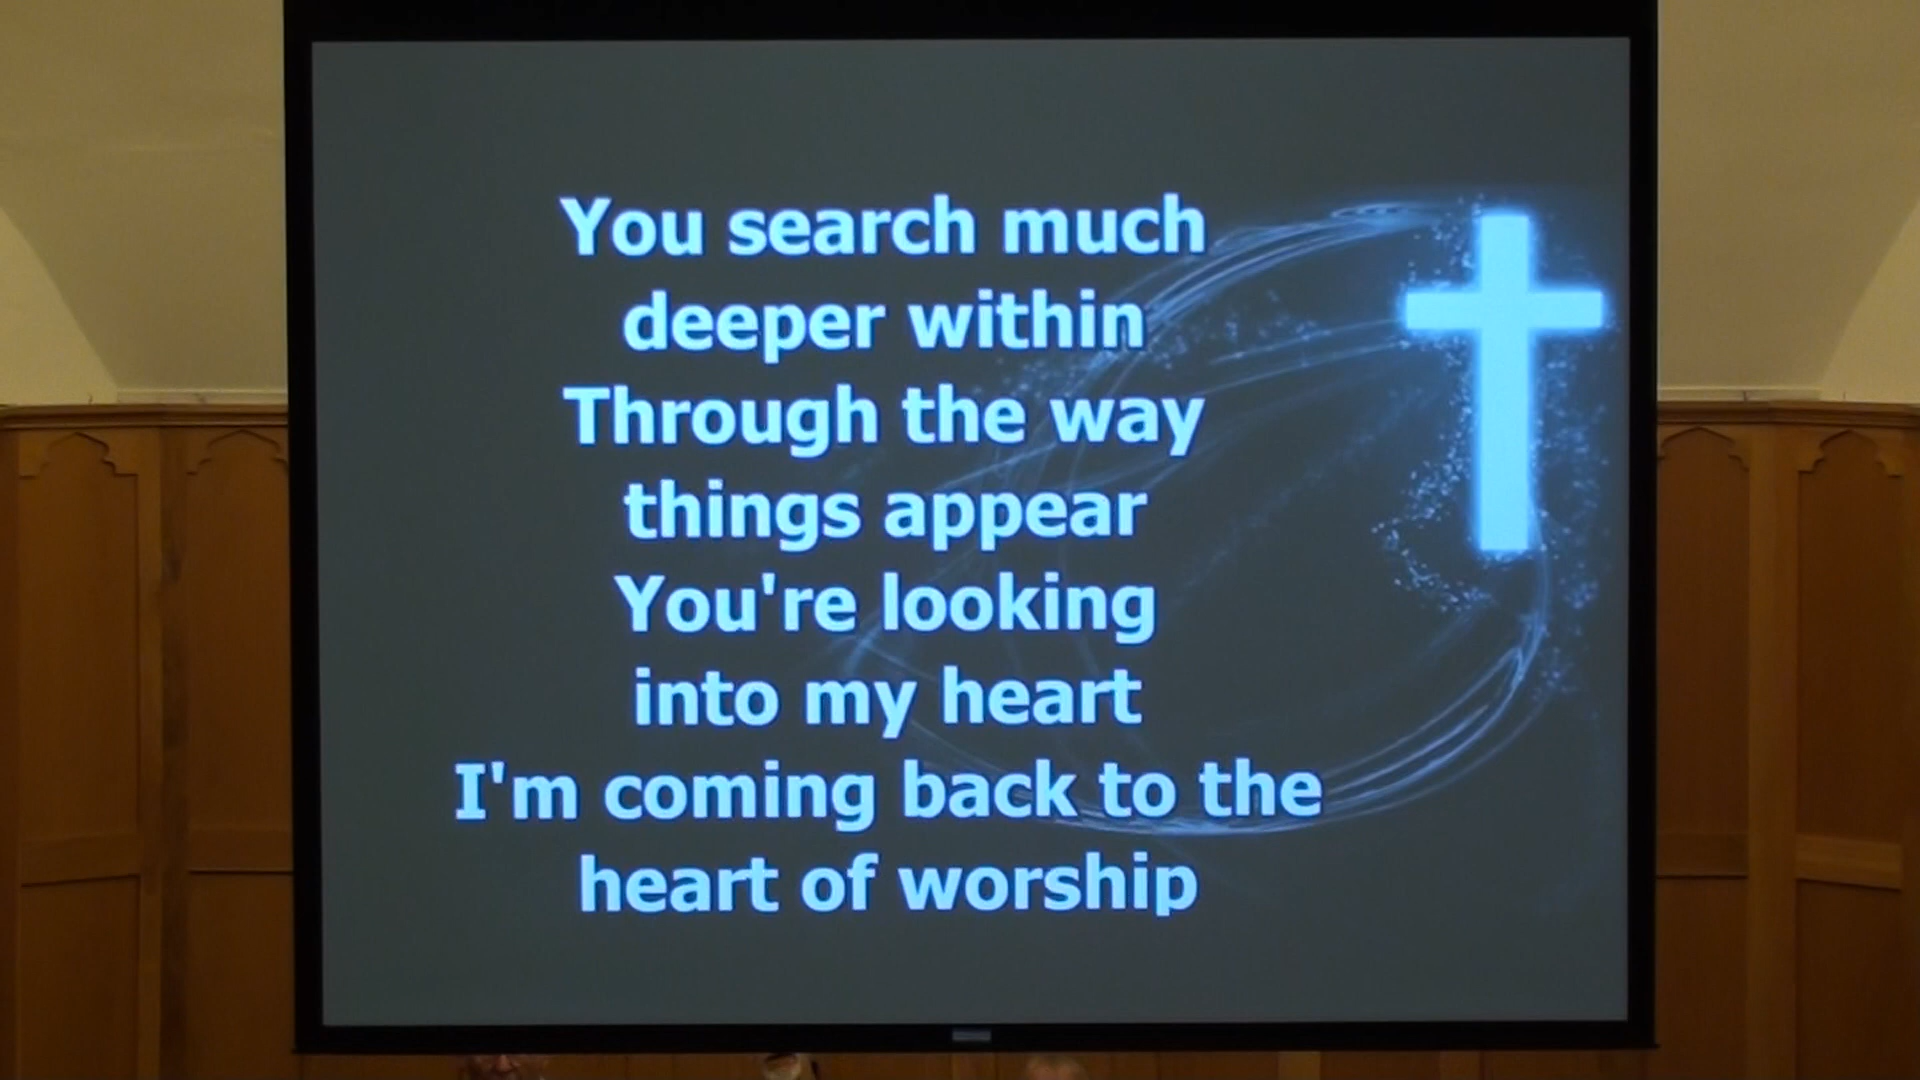 You search much
deeper within
Through the way
things appear
You're looking
into my heart
I'm coming back to the
heart of worship